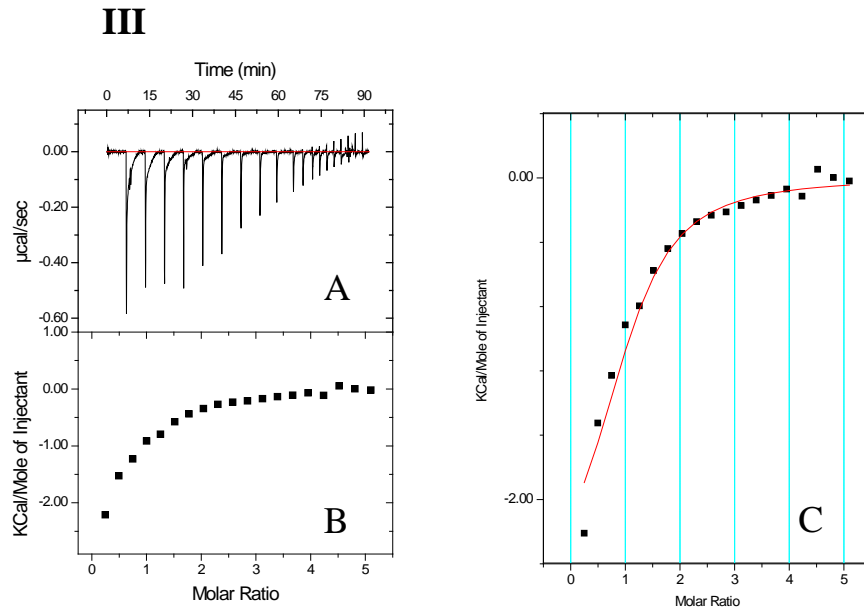 III
Time (min)
0 15 30 45 60 75 90
0.00
-0.20
-0.40
-0.60
µcal/sec
A
1.00
0.00
-1.00
-2.00
KCal/Mole of Injectant
B
0 1 2 3 4 5
Molar Ratio
0.00
-2.00
KCal/Mole of Injectant
C
0 1 2 3 4 5
Molar Ratio